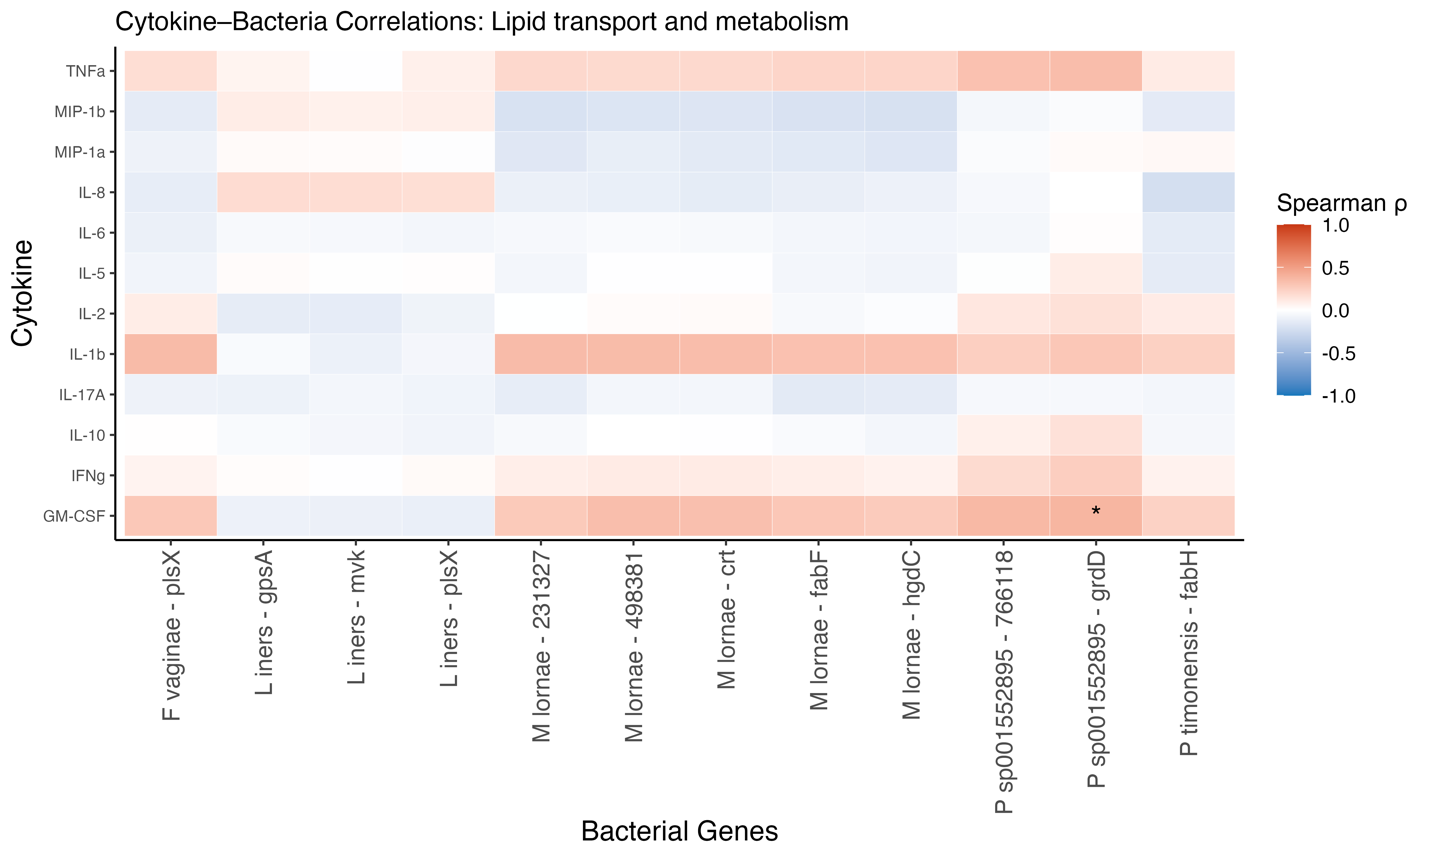 Cytokine–Bacteria Correlations: Lipid transport and metabolism
TNFa
MIP-1b
MIP-1a
IL-8
IL-6
IL-5
IL-2
IL-1b
IL-17A
IL-10
IFNg
GM-CSF
*
Cytokine
F vaginae - plsX
L iners - gpsA
L iners - mvk
L iners - plsX
M lornae - 231327
M lornae - 498381
M lornae - crt
M lornae - fabF
M lornae - hgdC
P sp001552895 - 766118
P sp001552895 - grdD
P timonensis - fabH
Bacterial Genes
Spearman ρ
1.0
0.5
0.0
-0.5
-1.0